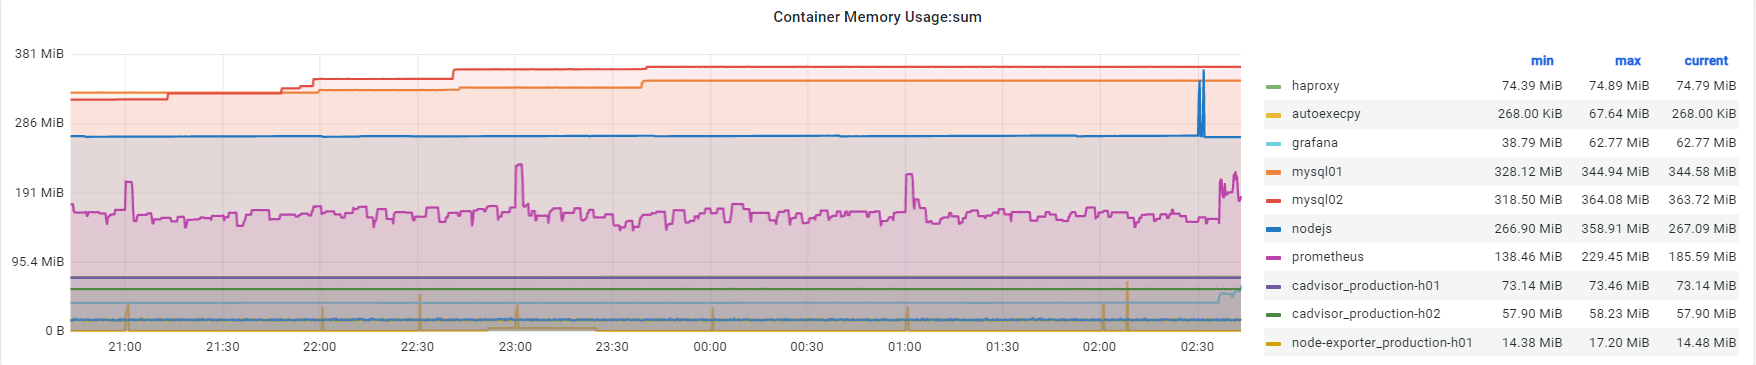 Container Memory Usage:sum
381 MiB
286 MiB
191 MiB
95.4 MiB
0 B
21:00 21:30 22:00 22:30 23:00 23:30 00:00 00:30 01:00 01:30 02:00 02:30
min max current
haproxy 74.39 MiB 74.89 MiB 74.79 MiB
autoexecpy 268.00 KiB 67.64 MiB 268.00 KiB
grafana 38.79 MiB 62.77 MiB 62.77 MiB
mysql01 328.12 MiB 344.94 MiB 344.58 MiB
mysql02 318.50 MiB 364.08 MiB 363.72 MiB
nodejs 266.90 MiB 358.91 MiB 267.09 MiB
prometheus 138.46 MiB 229.45 MiB 185.59 MiB
cadvisor_production-h01 73.14 MiB 73.46 MiB 73.14 MiB
cadvisor_production-h02 57.90 MiB 58.23 MiB 57.90 MiB
node-exporter_production-h01 14.38 MiB 17.20 MiB 14.48 MiB